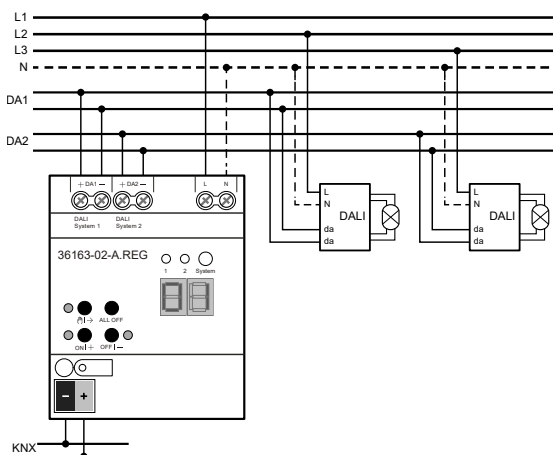 L1
L2
L3
N
DA1
DA2
+ DA1 − + DA2 − L N
DALI
System 1
DALI
System 2
36163-02-A.REG
1 2 System
ALL OFF
ON I + OFF I −
− +
KNX
L
N
DALI
da
da
L
N
DALI
da
da